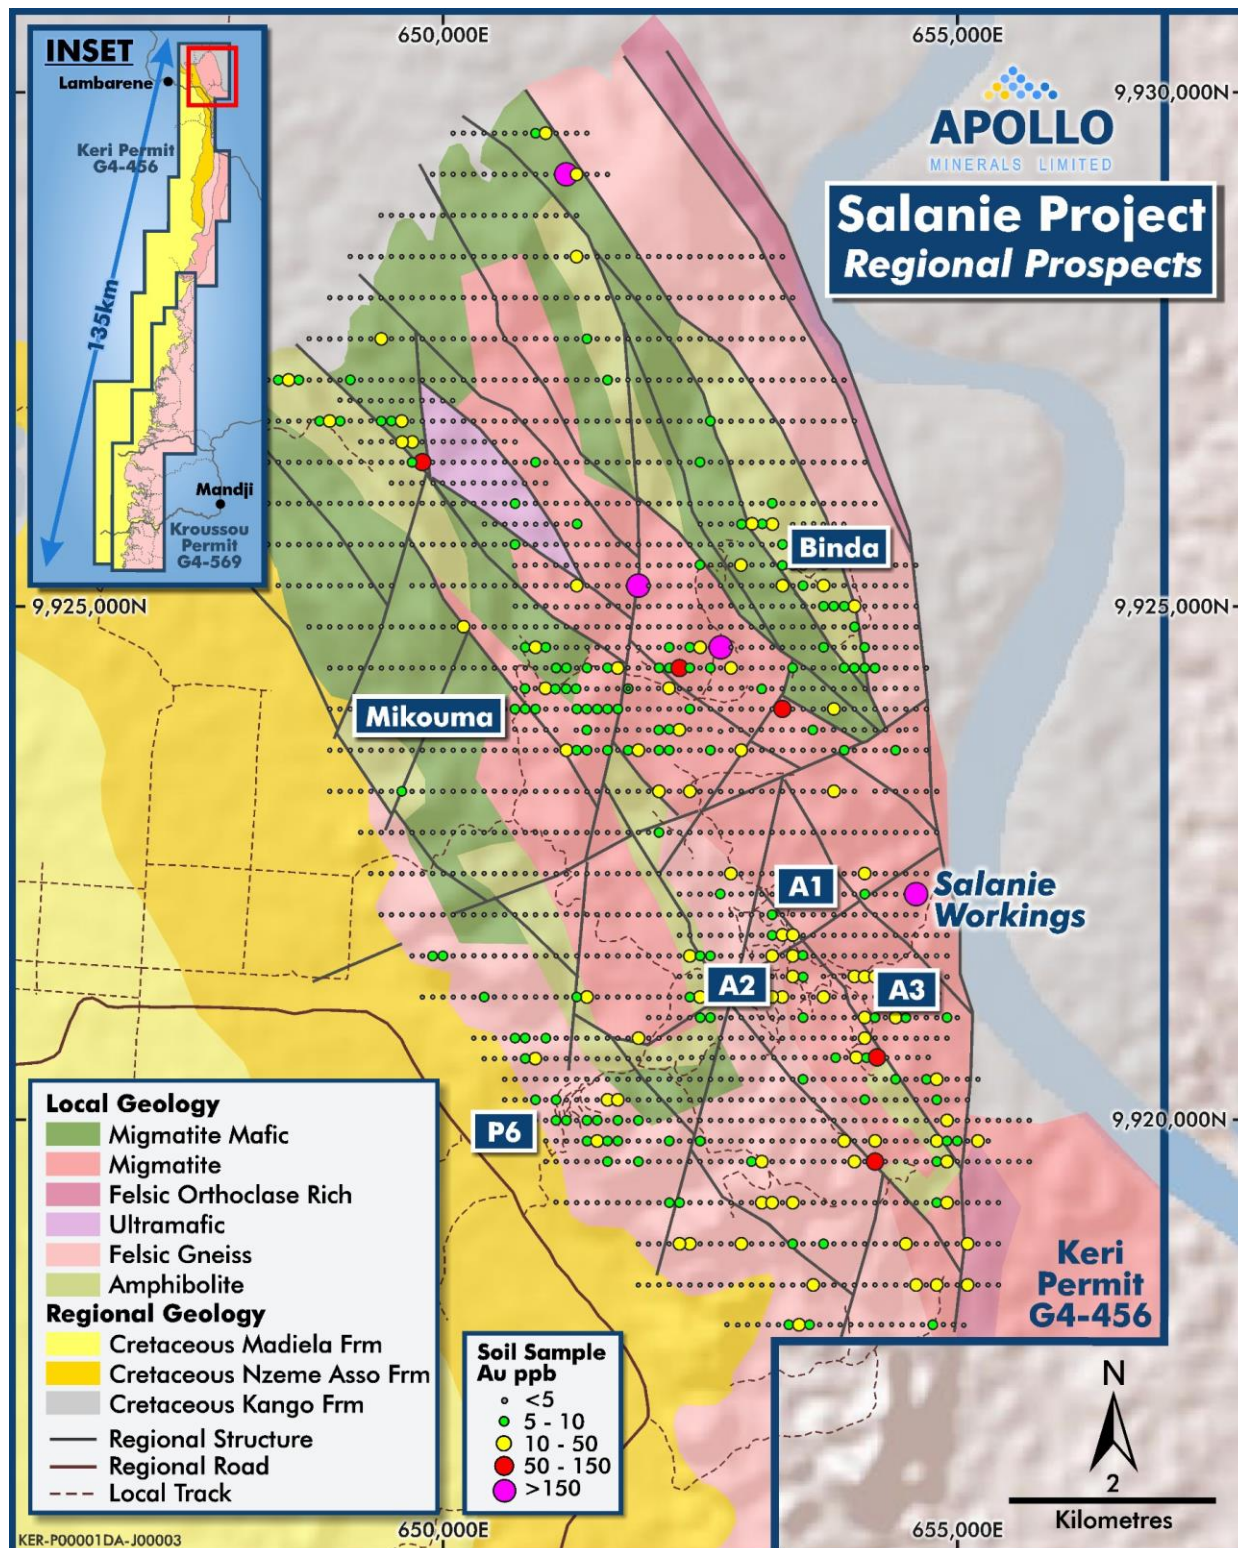 650,000E
655,000E
INSET
Lambarene
Keri Permit
G4-456
135km
Mandji
Kroussou
Permit
G4-569
9,930,000N
APOLLO
MINERALS LIMITED
Salanie Project
Regional Prospects
Binda
9,925,000N
9,925,000N
Mikouma
A1
Salanie
Workings
A2
A3
9,920,000N
P6
Local Geology
Migmatite Mafic
Migmatite
Felsic Orthoclase Rich
Ultramafic
Felsic Gneiss
Amphibolite
Regional Geology
Cretaceous Madiela Frm
Cretaceous Nzeme Asso Frm
Cretaceous Kango Frm
Regional Structure
Regional Road
Local Track
KER-P00001DA-J00003
Soil Sample
Au ppb
<5
5 - 10
10 - 50
50 - 150
>150
Keri
Permit
G4-456
N
2
Kilometres
650,000E
655,000E